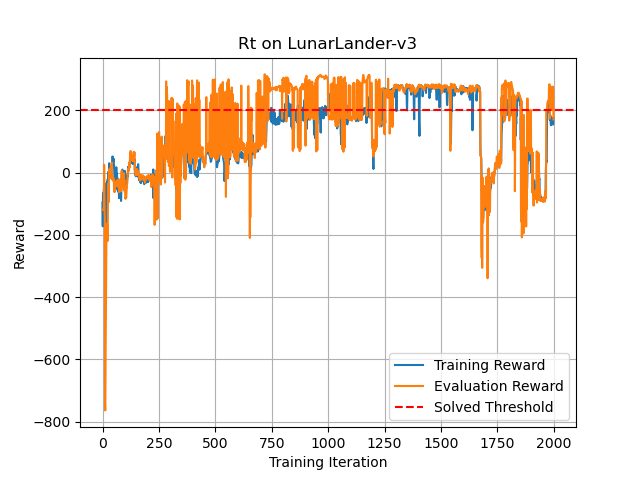 Rt on LunarLander-v3
Reward
200
0
−200
−400
−600
−800
0 250 500 750 1000 1250 1500 1750 2000
Training Iteration
Training Reward
Evaluation Reward
Solved Threshold